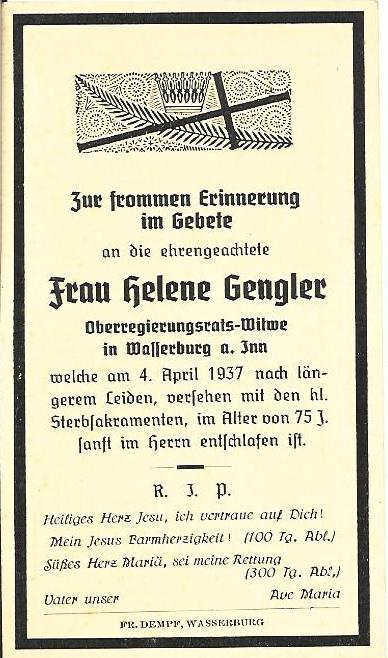 Zur frommen Erinnerung
im Gebete
an die ehrengeachtete
Frau Helene Gengler
Oberregierungsrats-Witwe
in Wasserburg a. Inn
welche am 4. April 1937 nach län-
gerem Leiden, versehen mit den hl.
Sterbsakramenten, im Alter von 75 J.
sanft im Herrn entschlafen ist.
R. I. P.
Heiliges Herz Jesu, ich vertraue auf Dich!
Mein Jesus Barmherzigkeit! (100 Tg. Abl.)
Süßes Herz Mariä, sei meine Rettung
(300 Tg. Abl.)
Vater unser Ave Maria
FR. DEMPF, WASSERBURG